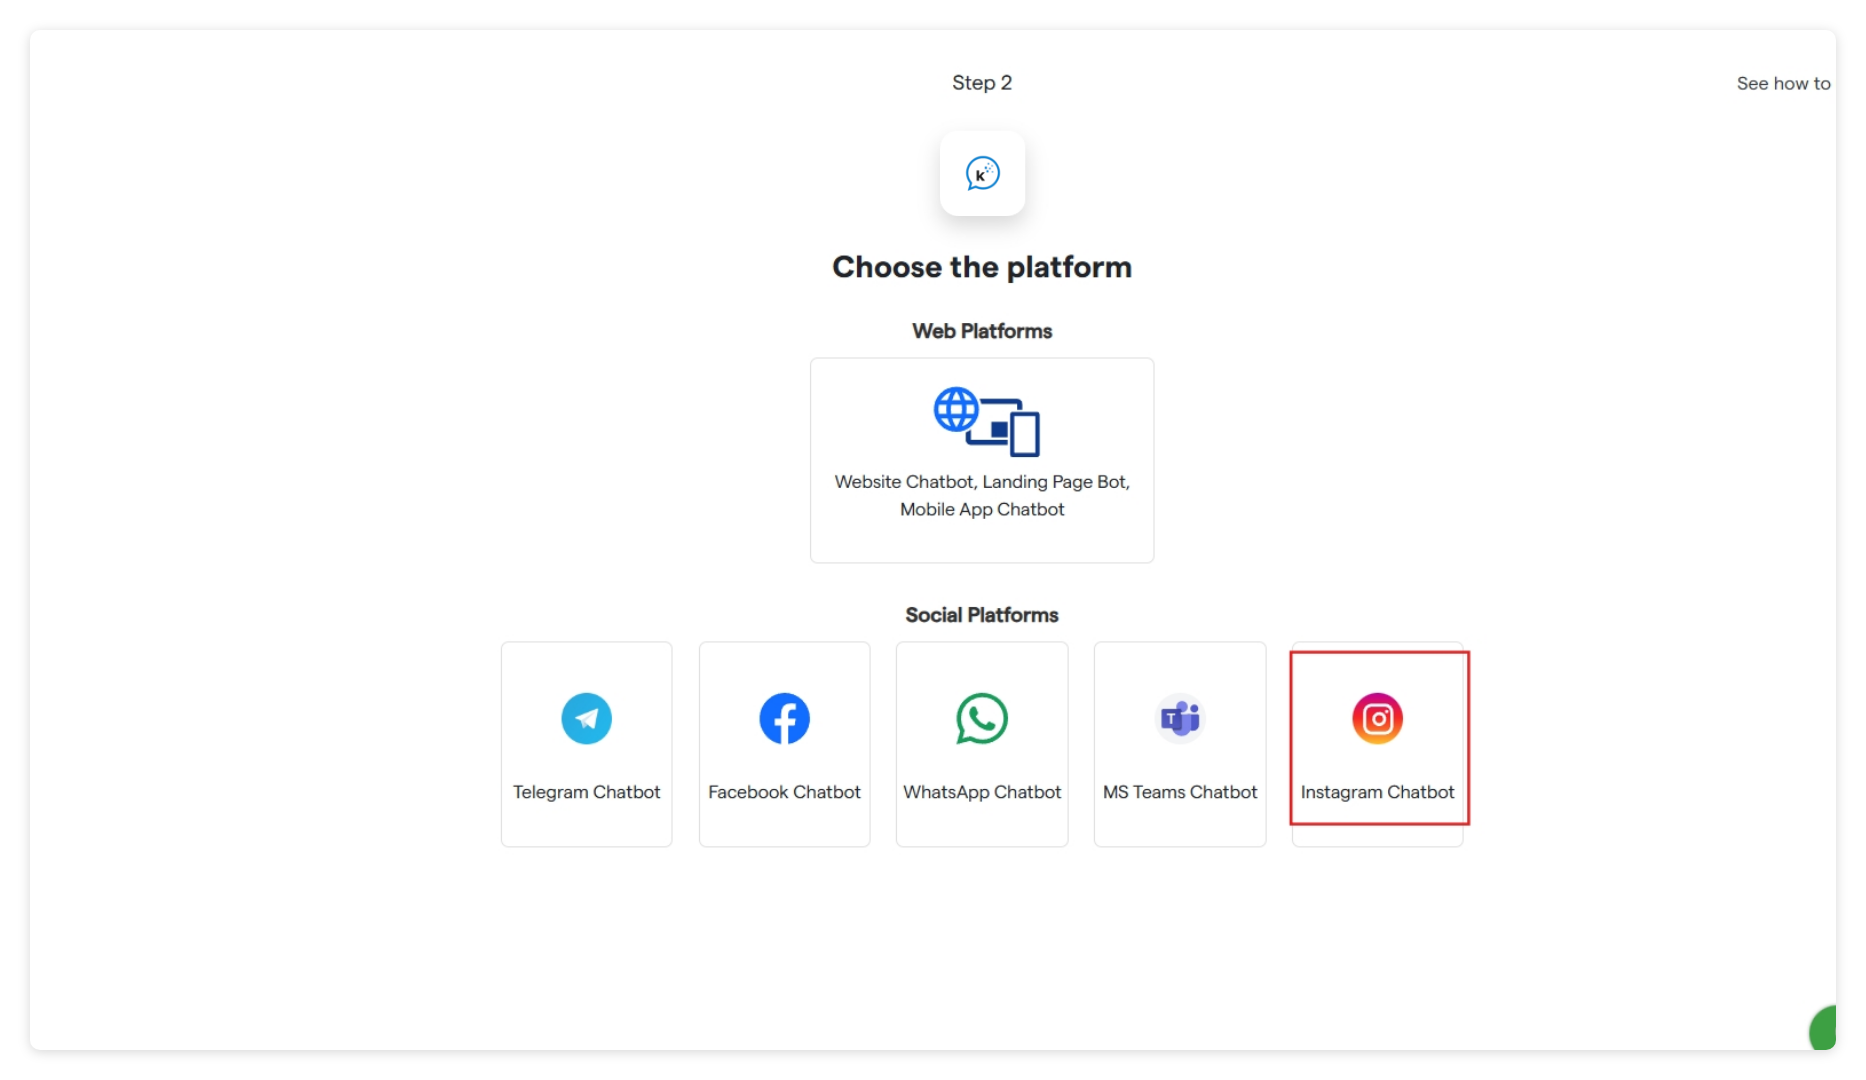 Step 2
See how to
k
Choose the platform
Web Platforms
Website Chatbot, Landing Page Bot,
Mobile App Chatbot
Social Platforms
T
Telegram Chatbot
Facebook Chatbot
WhatsApp Chatbot
MS Teams Chatbot
Instagram Chatbot